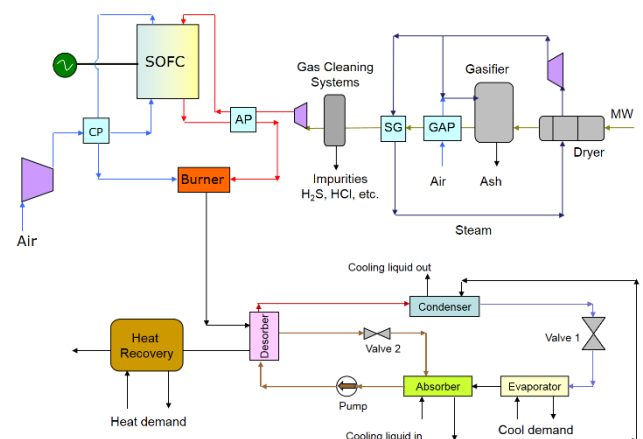 SOFC
Gas Cleaning
Systems
Gasifier
MW
CP
AP
SG
GAP
Dryer
Burner
Impurities
H₂S, HCl, etc.
Air
Ash
Air
Steam
Cooling liquid out
Condenser
Desorber
Heat
Recovery
Valve 2
Valve 1
Absorber
Evaporator
Pump
Heat demand
Cooling liquid in
Cool demand